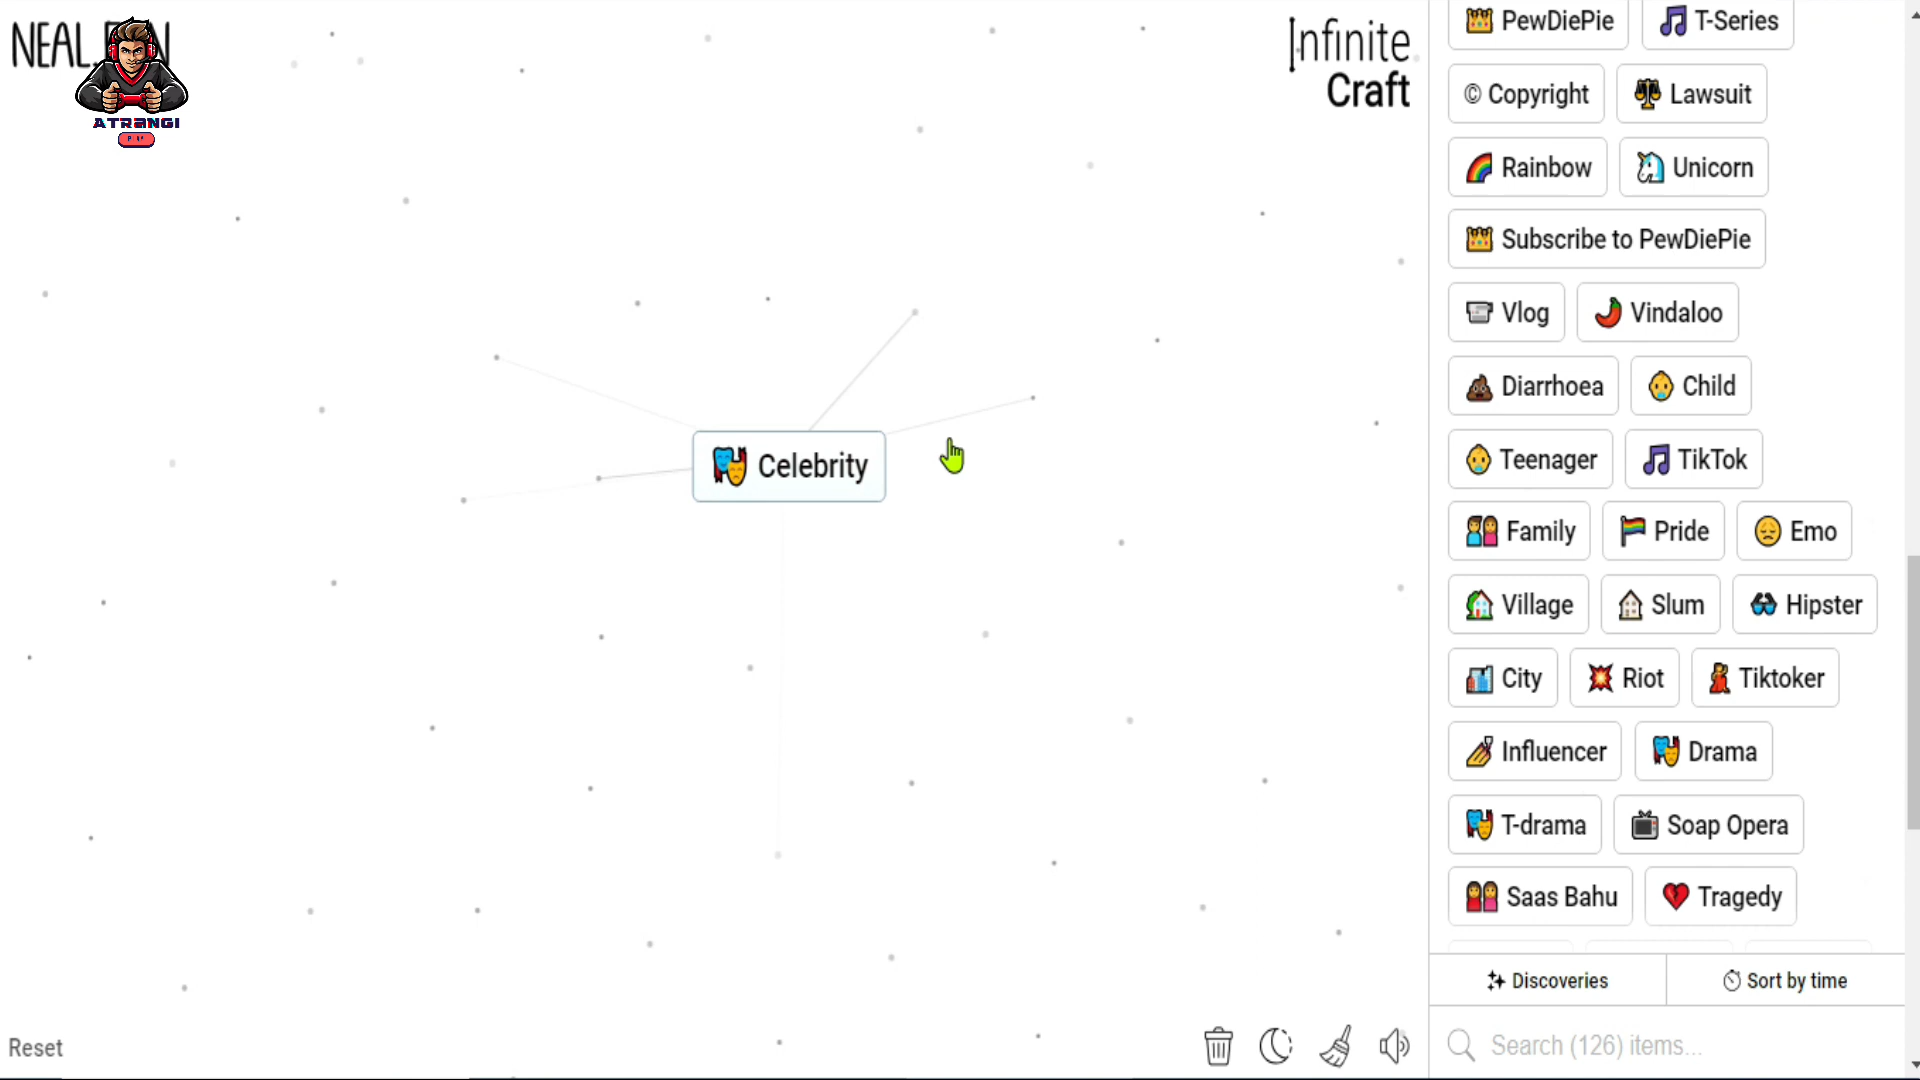 NEAL.FUN
ATRANGI
Infinite
Craft
Celebrity
PewDiePie T-Series
© Copyright Lawsuit
Rainbow Unicorn
Subscribe to PewDiePie
Vlog Vindaloo
Diarrhoea Child
Teenager TikTok
Family Pride Emo
Village Slum Hipster
City Riot Tiktoker
Influencer Drama
T-drama Soap Opera
Saas Bahu Tragedy
Discoveries Sort by time
Search (126) items...
Reset